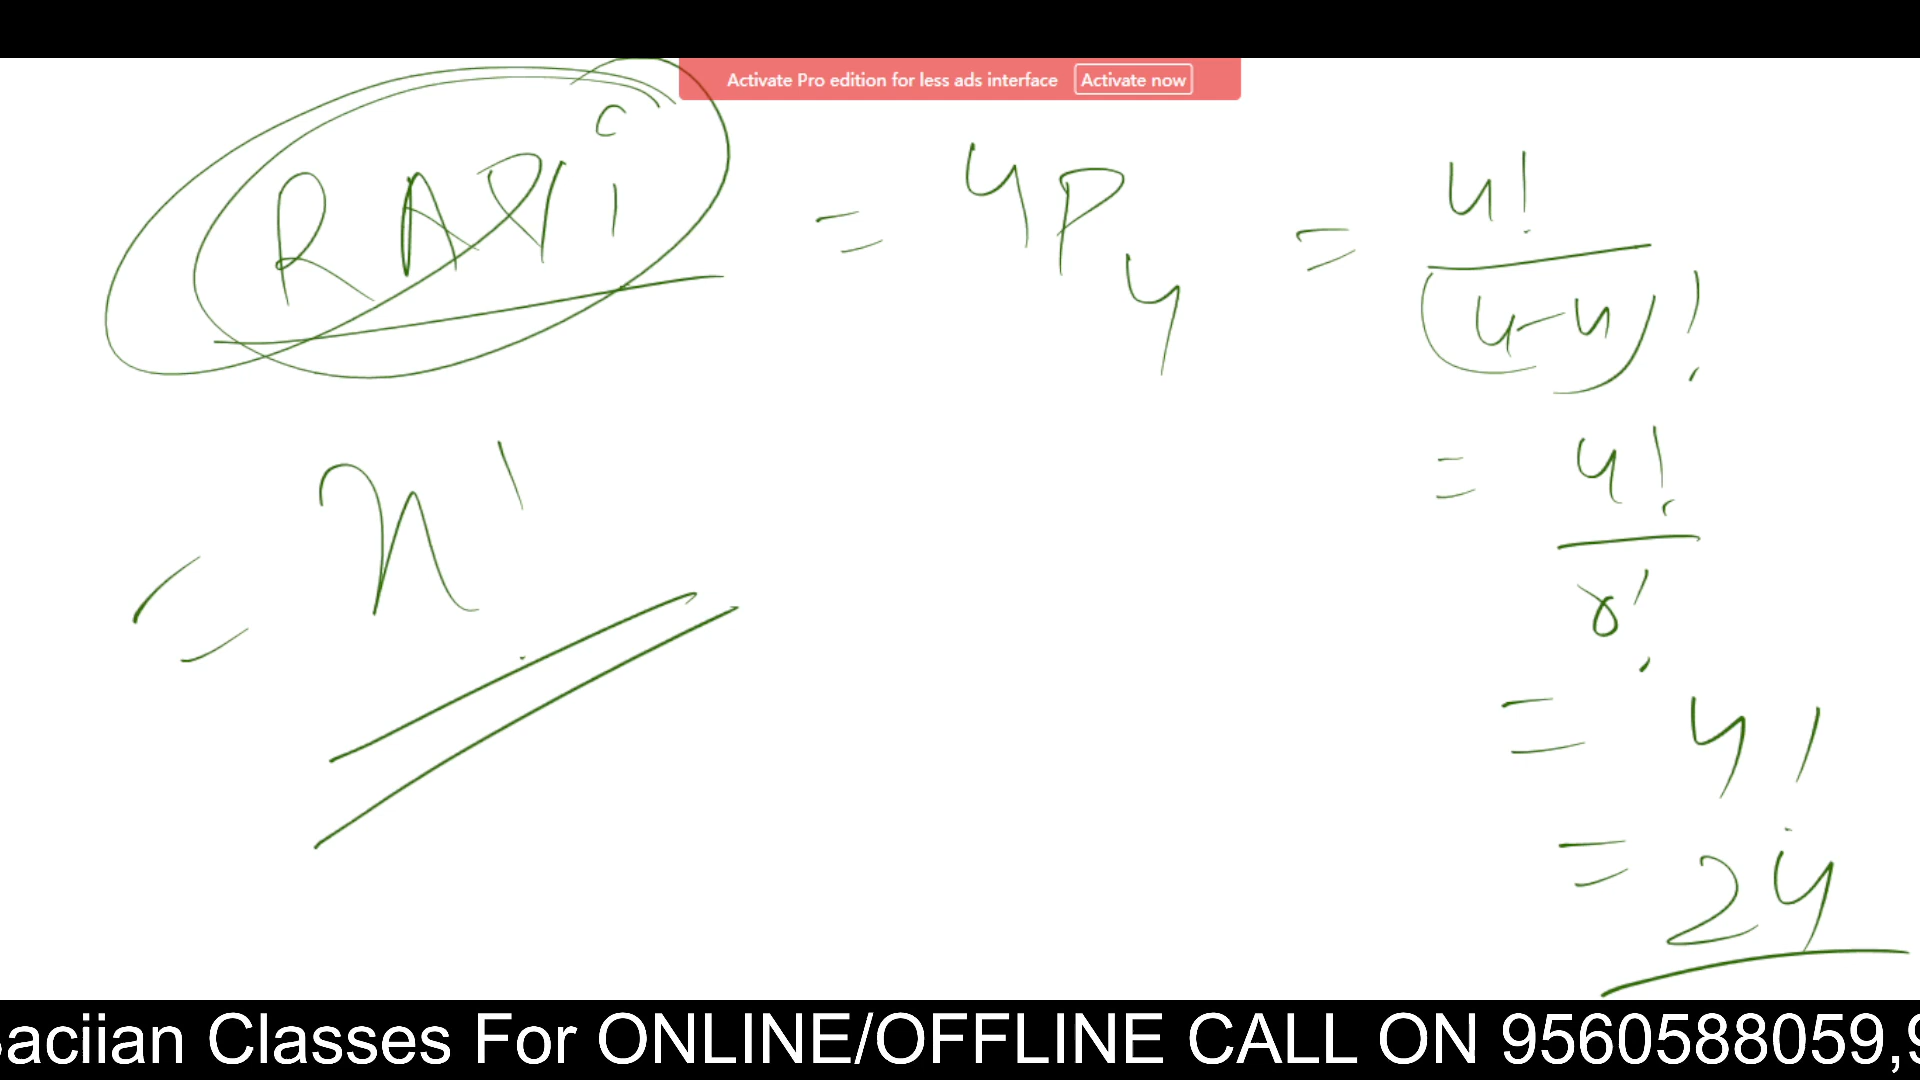 Activate Pro edition for less ads interface Activate now
RAVi = 4P4 = 4! / (4-4)!
= 4! / 0!
= n!
= 4!
= 24
aciian Classes For ONLINE/OFFLINE CALL ON 9560588059,9